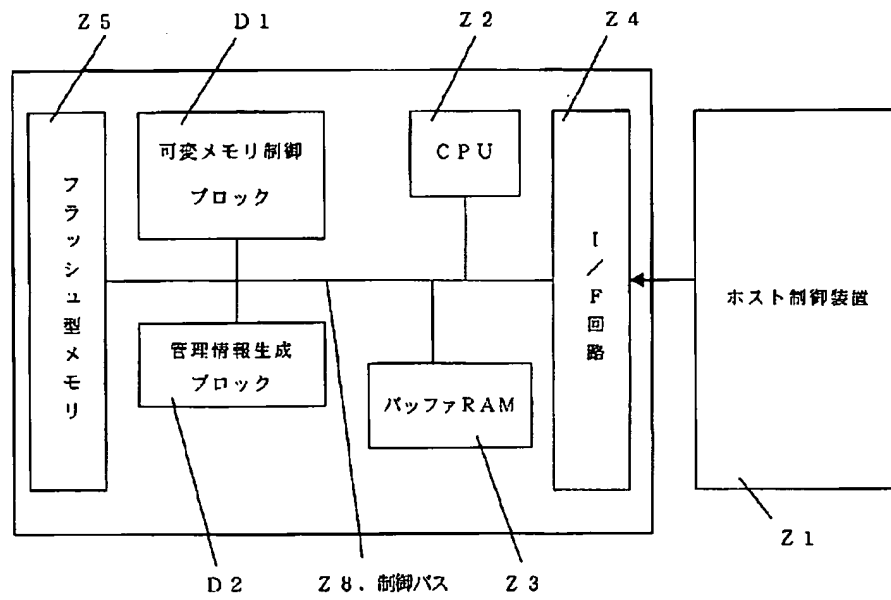 Z5
D1
Z2
Z4
可変メモリ制御
ブロック
CPU
フラッシュ型メモリ
I/F回路
ホスト制御装置
管理情報生成
ブロック
バッファRAM
Z1
D2
Z8.制御バス
Z3